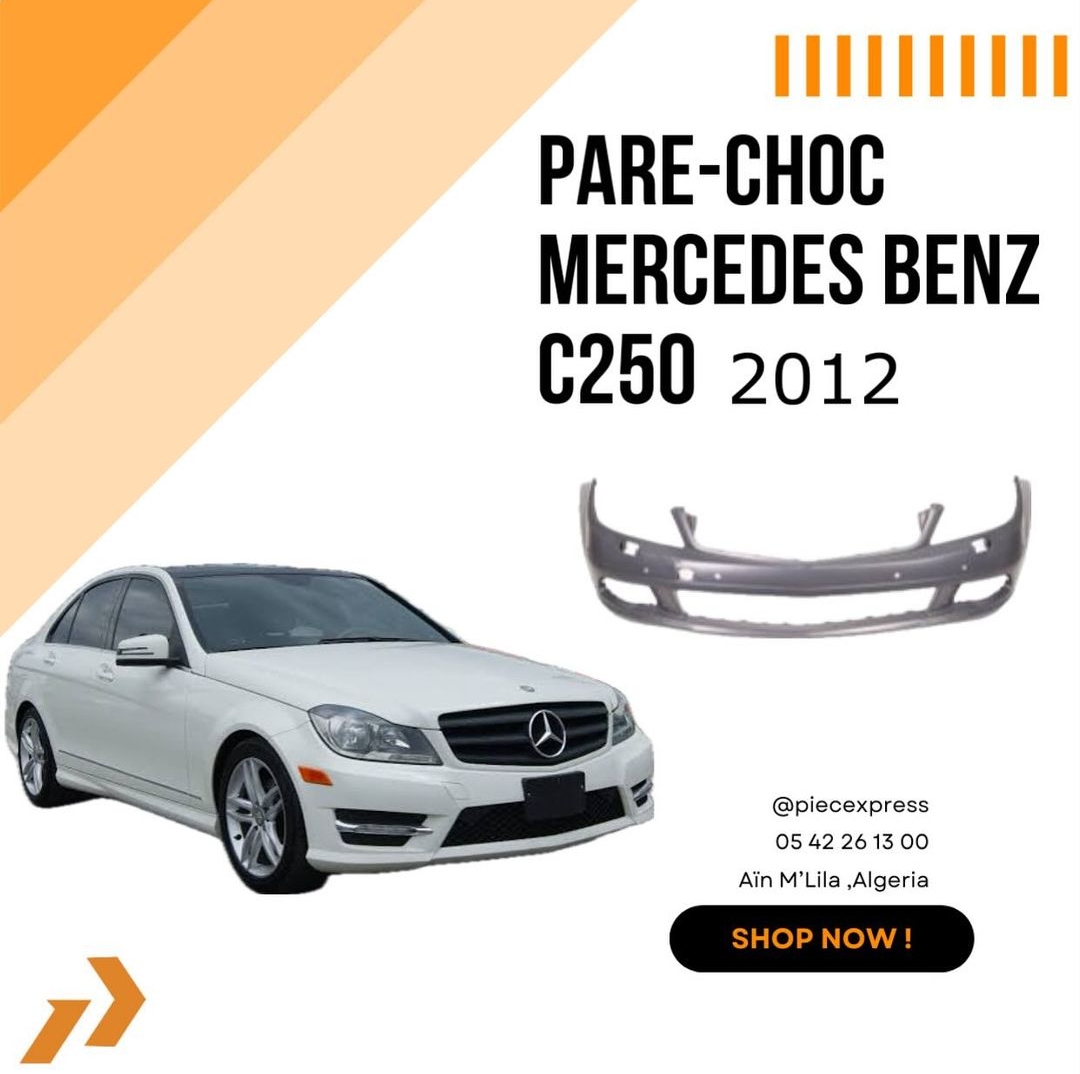 PARE-CHOC
MERCEDES BENZ
C250 2012
@piecexpress
05 42 26 13 00
Aïn M'Lila ,Algeria
SHOP NOW !